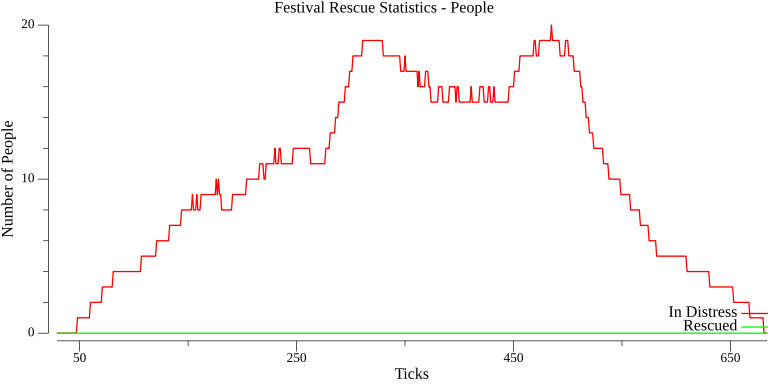 Festival Rescue Statistics - People
20
10
0
Number of People
In Distress
Rescued
50
250
450
650
Ticks